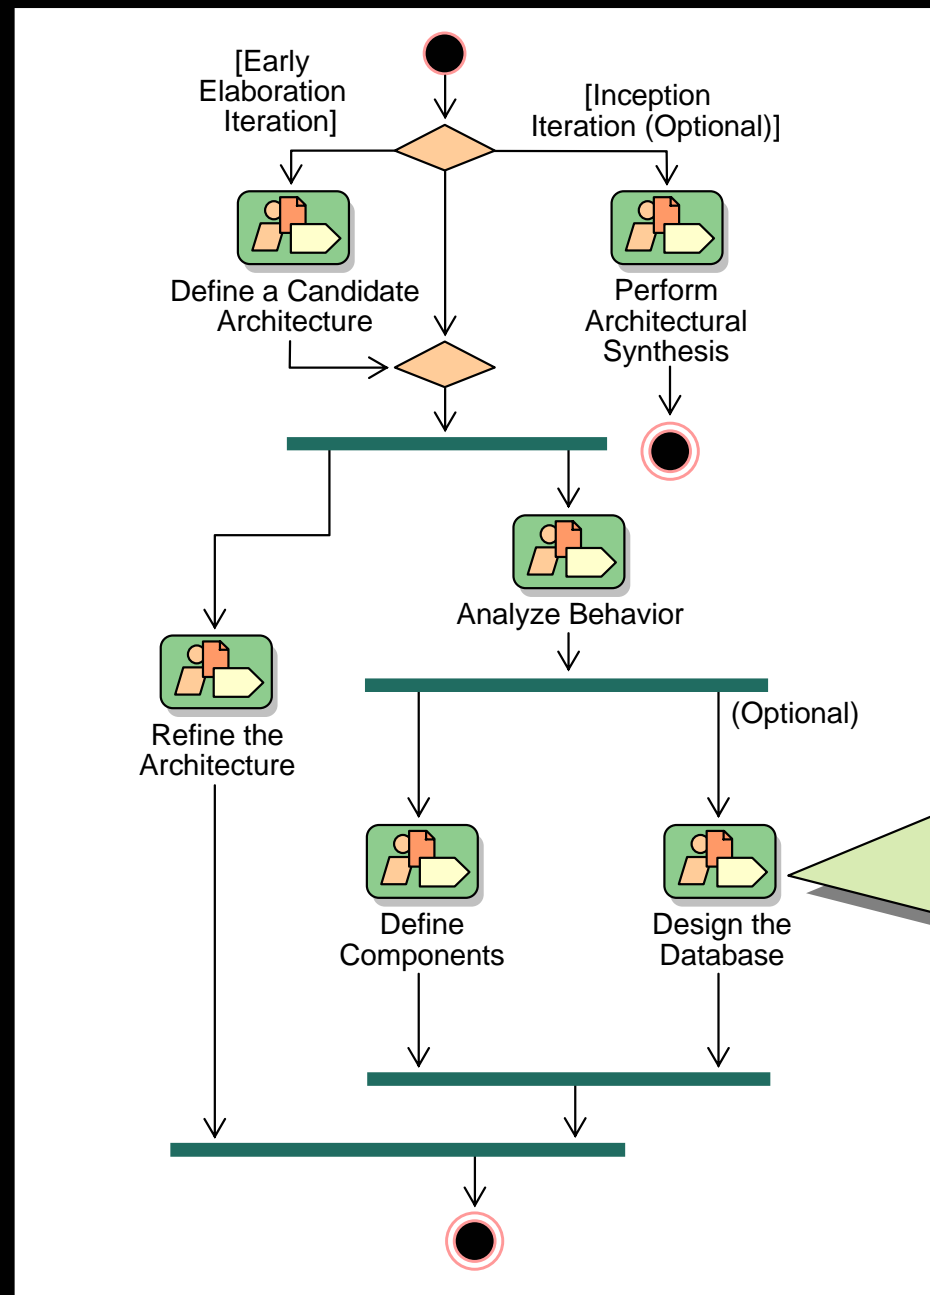 [Early
Elaboration
Iteration]
[Inception
Iteration (Optional)]
Define a Candidate
Architecture
Perform
Architectural
Synthesis
Analyze Behavior
(Optional)
Refine the
Architecture
Define
Components
Design the
Database